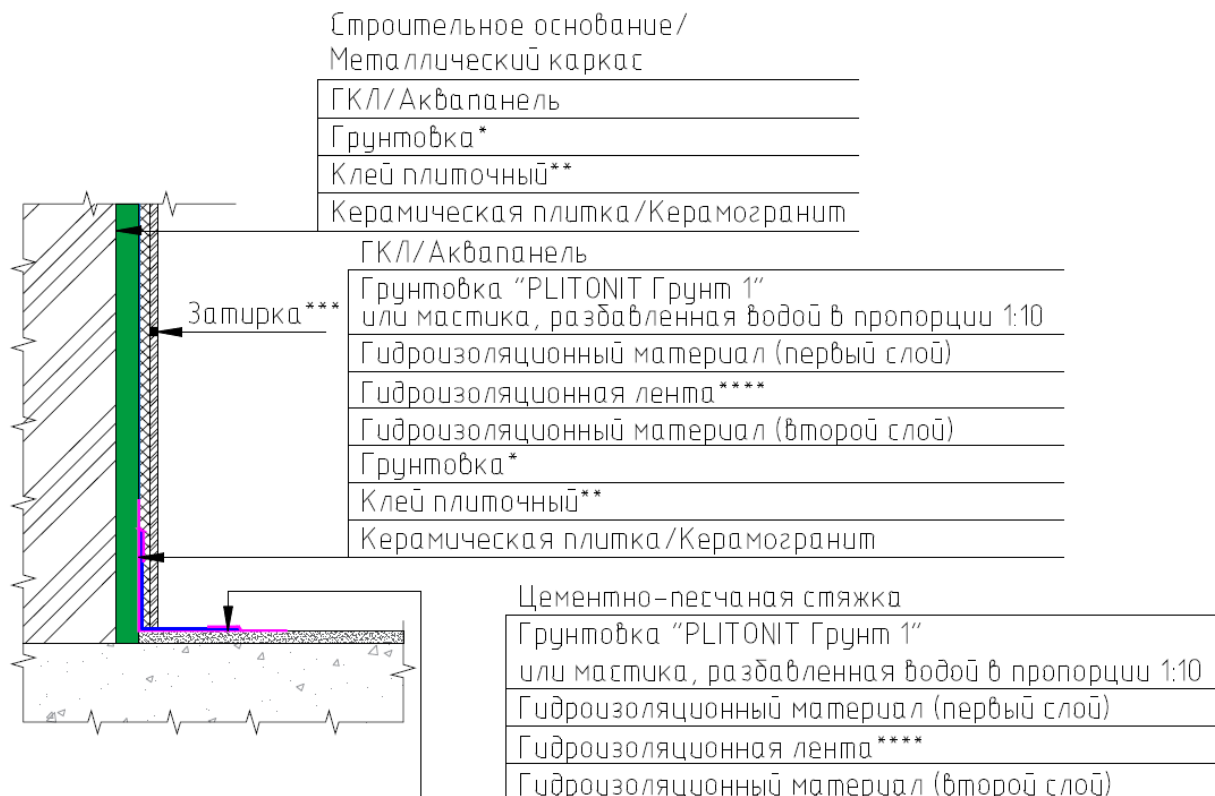 Строительное основание/
Металлический каркас
ГКЛ/Аквапанель
Грунтовка*
Клей плиточный**
Керамическая плитка/Керамогранит
ГКЛ/Аквапанель
Грунтовка “PLITONIT Грунт 1”
или мастика, разбавленная водой в пропорции 1:10
Затирка***
Гидроизоляционный материал (первый слой)
Гидроизоляционная лента****
Гидроизоляционный материал (второй слой)
Грунтовка*
Клей плиточный**
Керамическая плитка/Керамогранит
Цементно-песчаная стяжка
Грунтовка “PLITONIT Грунт 1”
или мастика, разбавленная водой в пропорции 1:10
Гидроизоляционный материал (первый слой)
Гидроизоляционная лента****
Гидроизоляционный материал (второй слой)